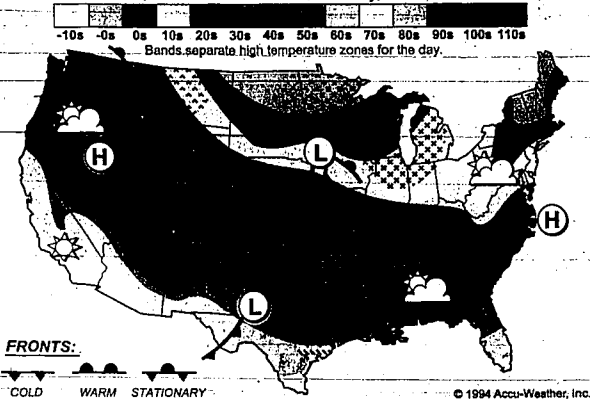 -10s -0s 0s 10s 20s 30s 40s 50s 60s 70s 80s 90s 100s 110s
Bands separate high temperature zones for the day.
L
H
H
L
FRONTS:
COLD WARM STATIONARY
© 1994 Accu-Weather, Inc.